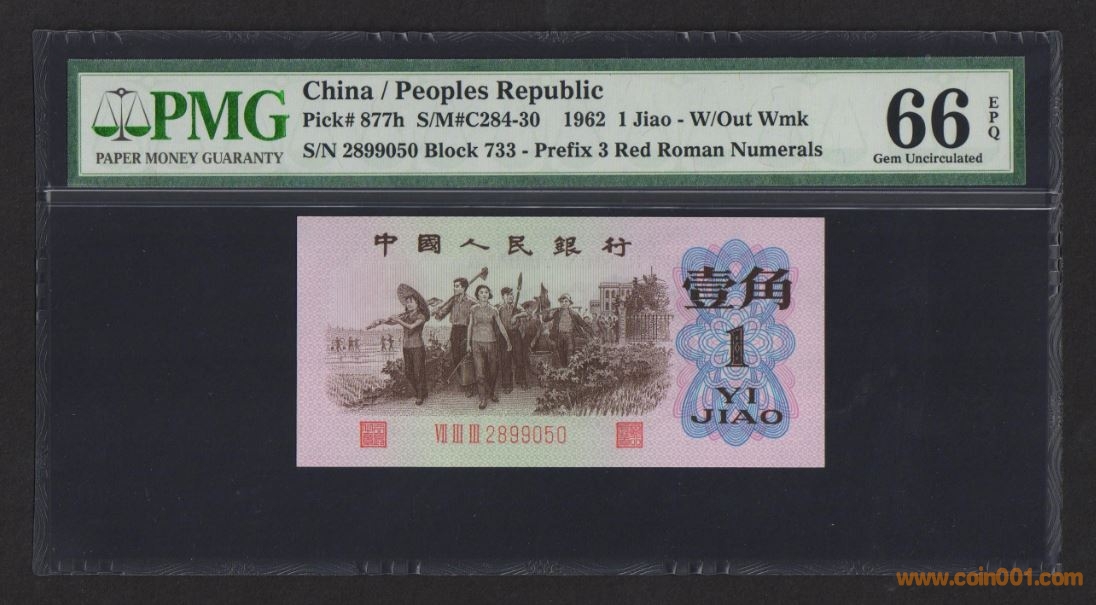 China / Peoples Republic
PMG
PAPER MONEY GUARANTY
Pick# 877h S/M#C284-30 1962 1 Jiao - W/Out Wmk
S/N 2899050 Block 733 - Prefix 3 Red Roman Numerals
66
EPQ
Gem Uncirculated
中國人民銀行
壹角
1
YI
JIAO
VII III III 2899050
www.coin001.com